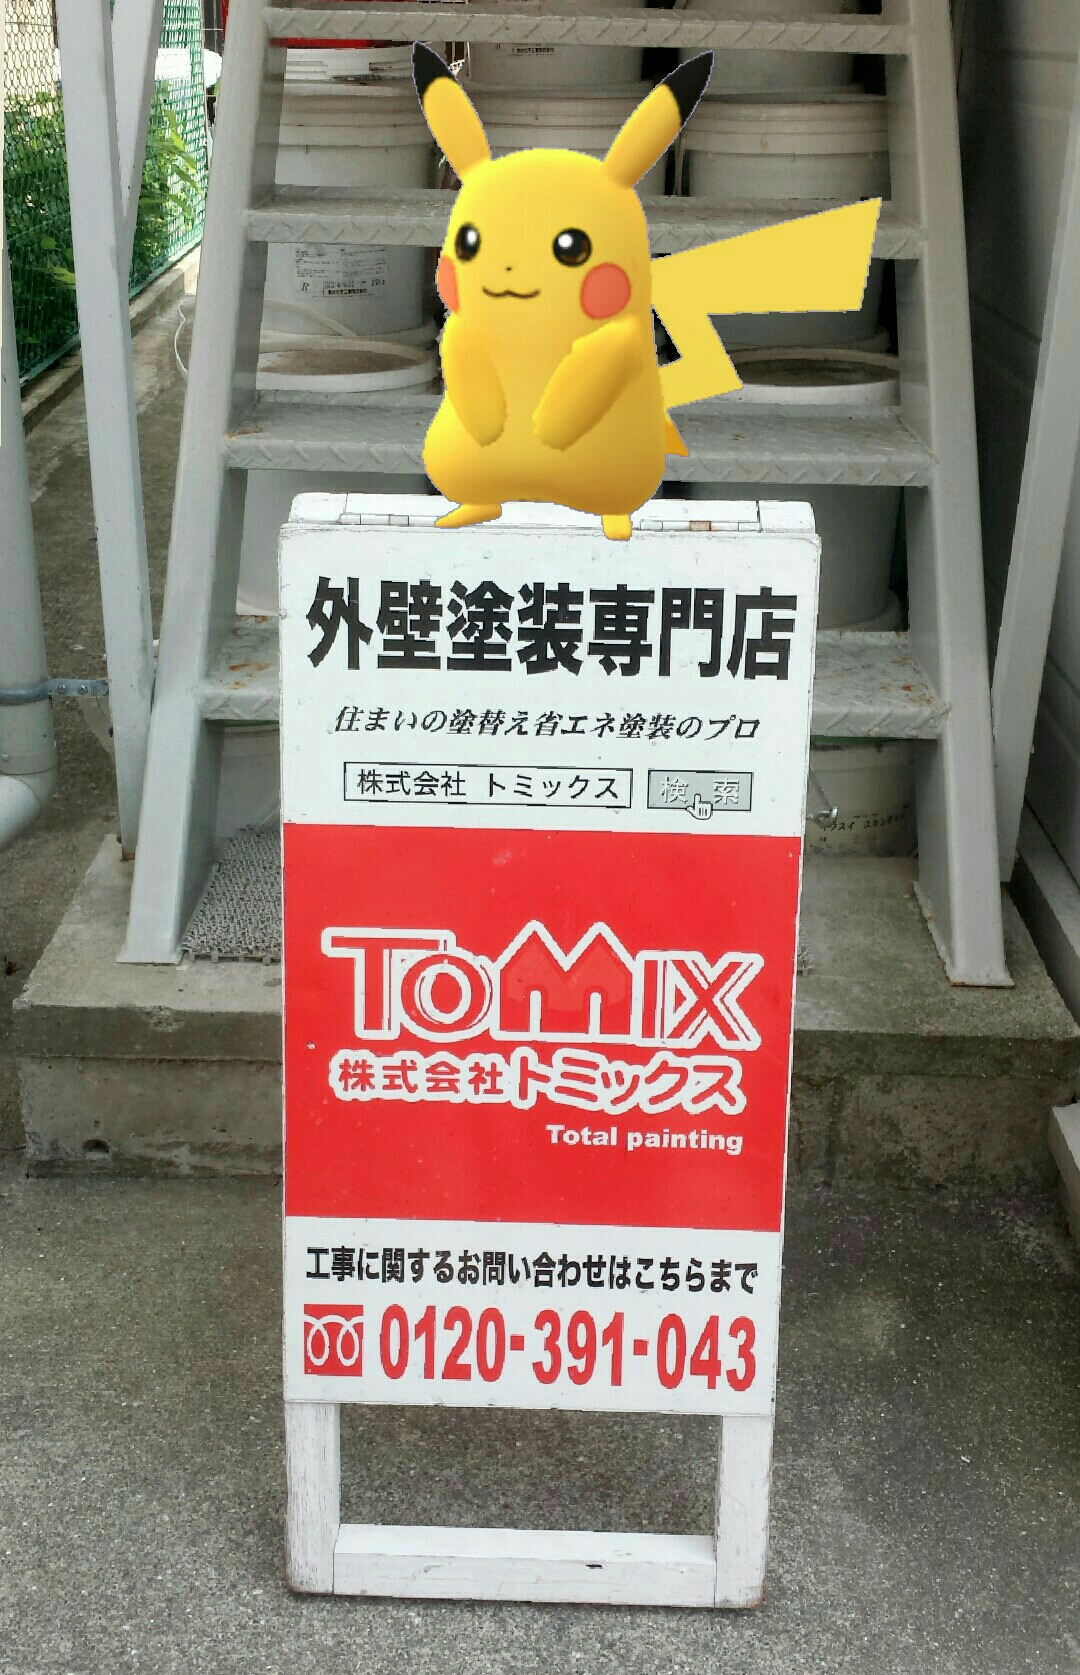 外壁塗装専門店
住まいの塗替え省エネ塗装のプロ
株式会社 トミックス 検 索
TOMIX
株式会社トミックス
Total painting
工事に関するお問い合わせはこちらまで
0120-391-043